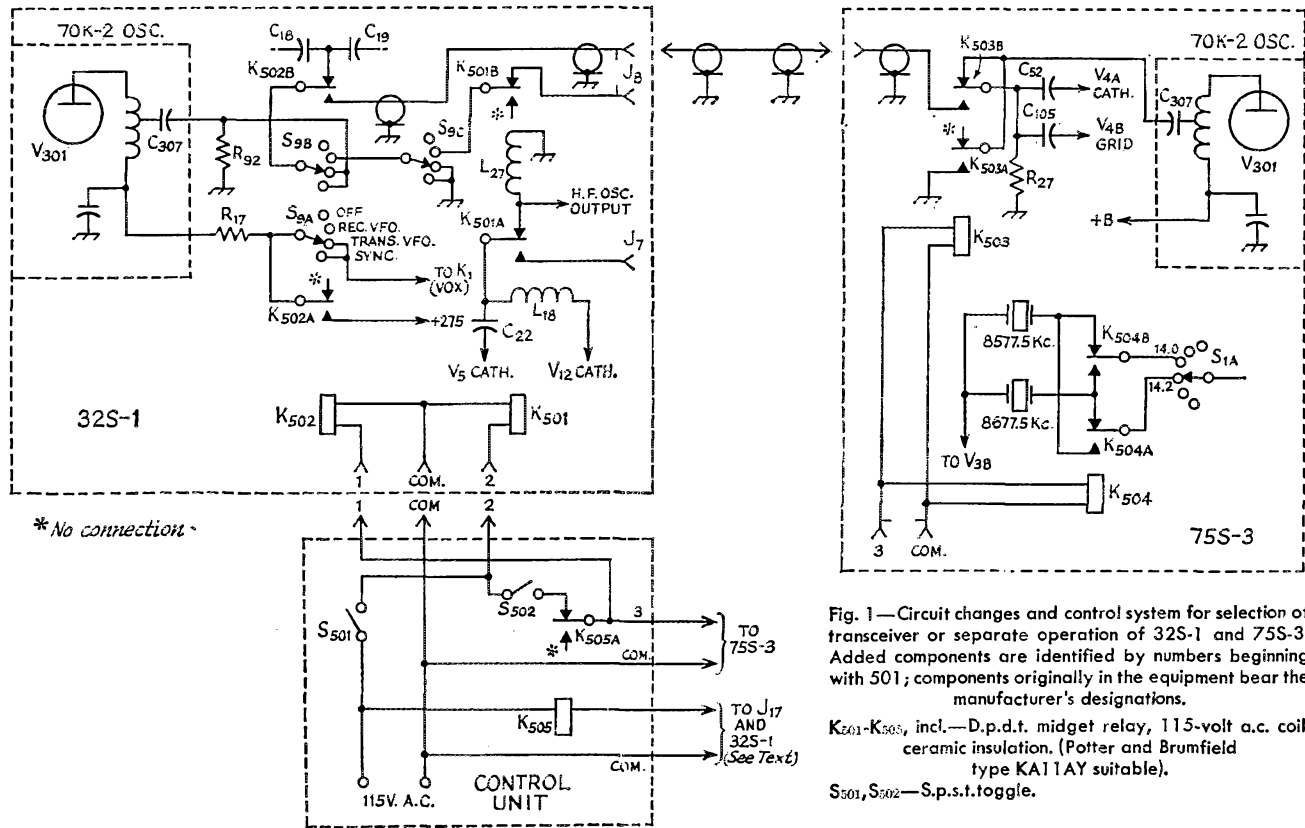 70K-2 OSC.
V301
C307
R92
R17
C18
C19
K502B
K501B
J8
*
S9B
S9C
L27
H.F. OSC.
OUTPUT
S9A
OFF
REC. VFO.
TRANS. VFO.
SYNC.
K501A
J7
TO K1
(VOX)
*
K502A
+275
L18
C22
V5 CATH.
V12 CATH.
32S-1
K502
K501
1
COM.
2
*No connection-
1
COM
2
S501
S502
K505A
*
3
COM.
TO
75S-3
K505
TO J17
AND
32S-1
(See Text)
COM.
115V. A.C.
CONTROL
UNIT
K503B
C52
V4A
CATH.
C105
V4B
GRID
*
K503A
R27
70K-2 OSC.
C307
V301
+B
K503
8577.5 Kc.
K504B
14.0
S1A
14.2
8677.5 Kc.
K504A
TO V3B
K504
3
COM.
75S-3
Fig. 1—Circuit changes and control system for selection of
transceiver or separate operation of 32S-1 and 75S-3
Added components are identified by numbers beginning
with 501; components originally in the equipment bear the
manufacturer's designations.
K501-K505, incl.—D.p.d.t. midget relay, 115-volt a.c. coil
ceramic insulation. (Potter and Brumfield
type KA11AY suitable).
S501, S502—S.p.s.t. toggle.